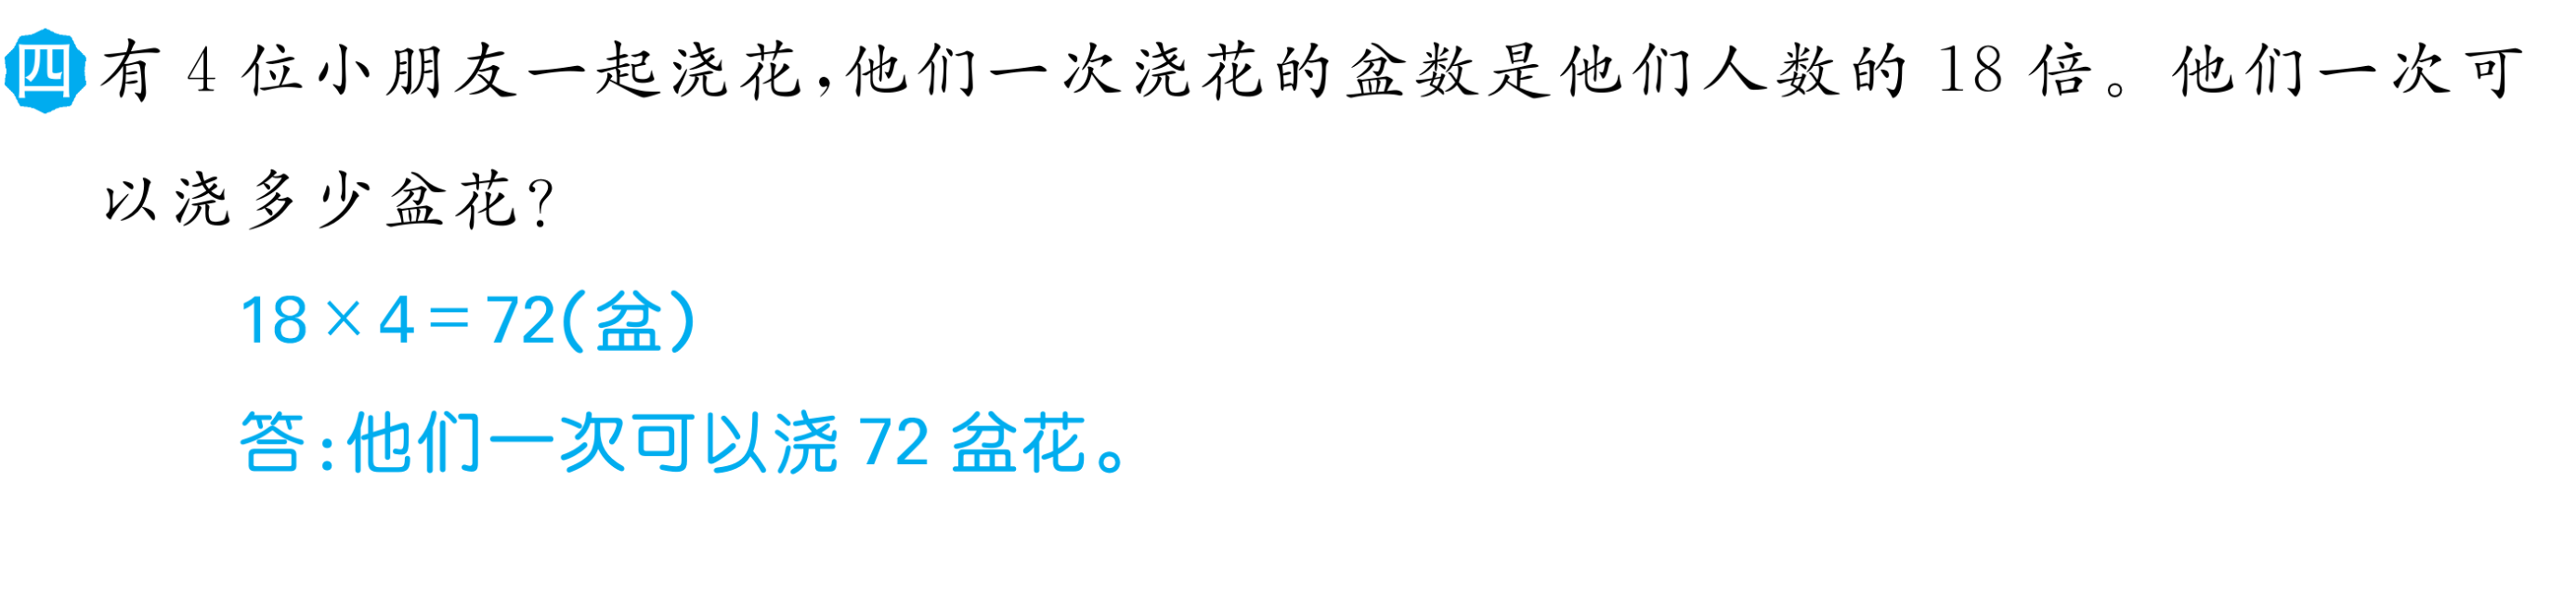 四 有 4 位小朋友一起浇花,他们一次浇花的盆数是他们人数的 18 倍。他们一次可
以浇多少盆花?
18×4=72(盆)
答:他们一次可以浇 72 盆花。